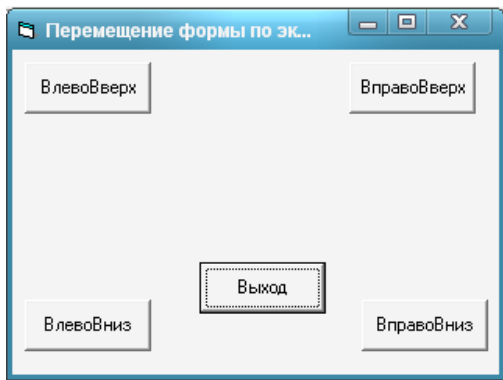 Перемещение формы по эк...
ВлевоВверх
ВправоВверх
Выход
ВлевоВниз
ВправоВниз